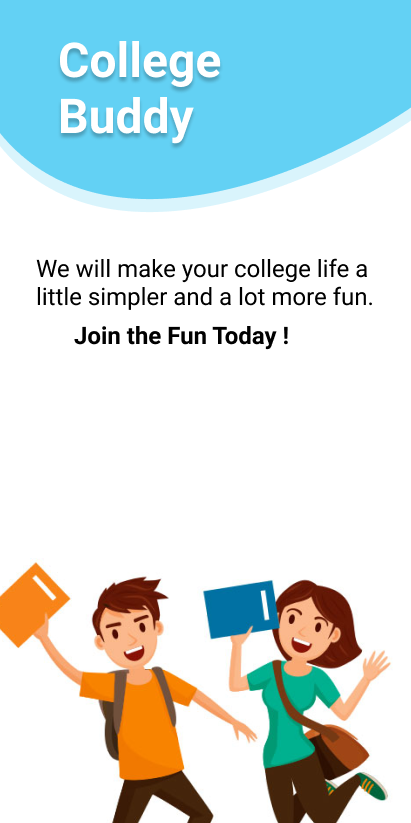 College
Buddy
We will make your college life a
little simpler and a lot more fun.
Join the Fun Today !